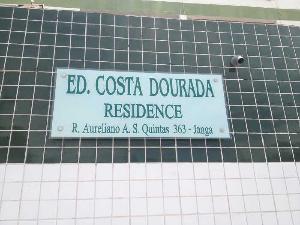 ED. COSTA DOURADA
RESIDENCE
R. Aureliano A. S. Quintas 363 - Janga